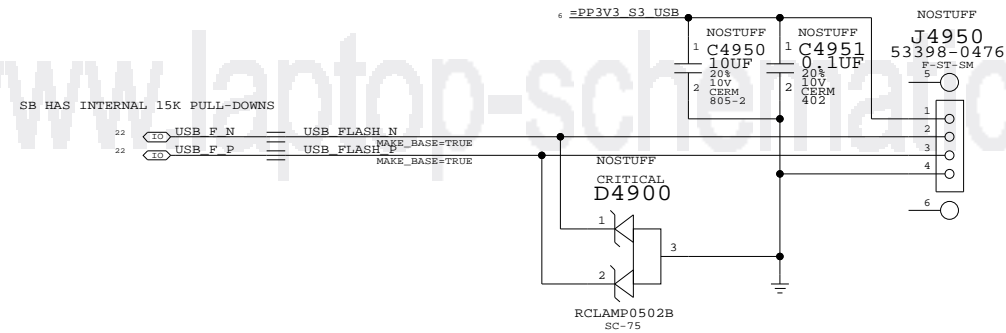 www.laptop-schematic
6 =PP3V3_S3_USB
NOSTUFF
J4950
53398-0476
F-ST-SM
5
1
2
3
4
6
NOSTUFF
1 C4950
10UF
20%
10V
2 CERM
805-2
NOSTUFF
1 C4951
0.1UF
20%
10V
2 CERM
402
SB HAS INTERNAL 15K PULL-DOWNS
22 IO USB_F_N USB_FLASH_N
MAKE_BASE=TRUE
22 IO USB_F_P USB_FLASH_P
MAKE_BASE=TRUE
NOSTUFF
CRITICAL
D4900
1
3
2
RCLAMP0502B
SC-75